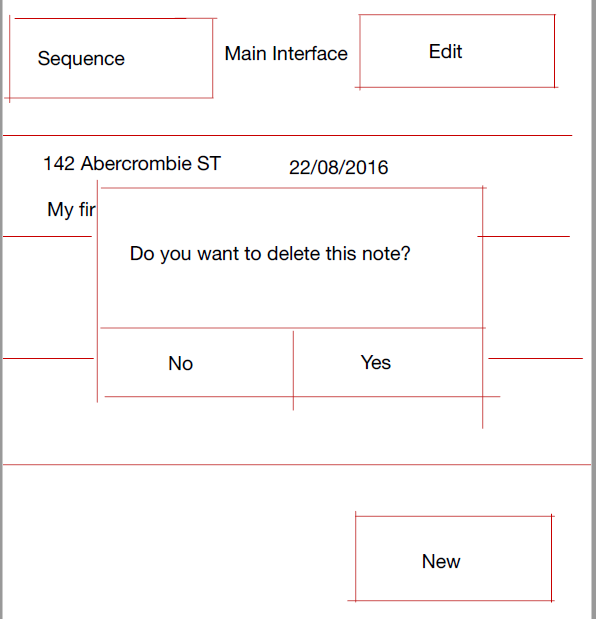 Sequence Main Interface Edit
142 Abercrombie ST 22/08/2016
My fir
Do you want to delete this note?
No Yes
New